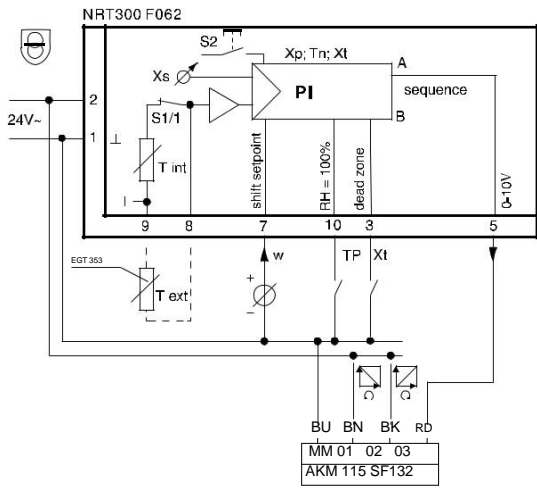 NRT300 F062
S2
Xp; Tn; Xt
A
Xs
PI
sequence
2
24V~
S1/1
B
1
T int
shift setpoint
RH = 100%
dead zone
0-10V
I
9 8 7 10 3 5
EGT 353
T ext
+
−
w
TP Xt
BU BN BK RD
MM 01 02 03
AKM 115 SF132